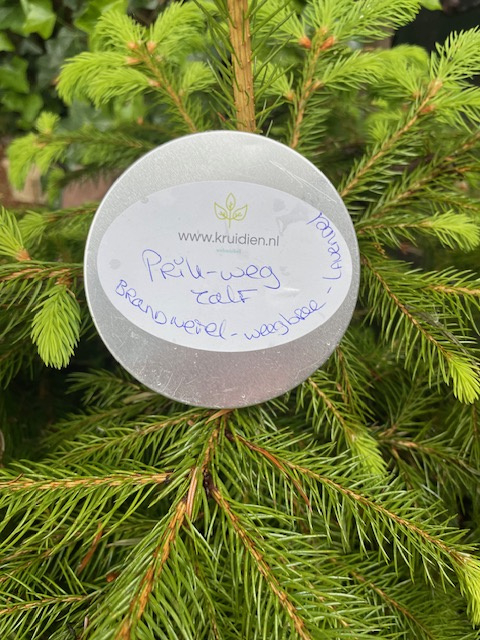 www.kruidien.nl
Prik-weg
zalf
Brandnetel - weegbree - Lavendel